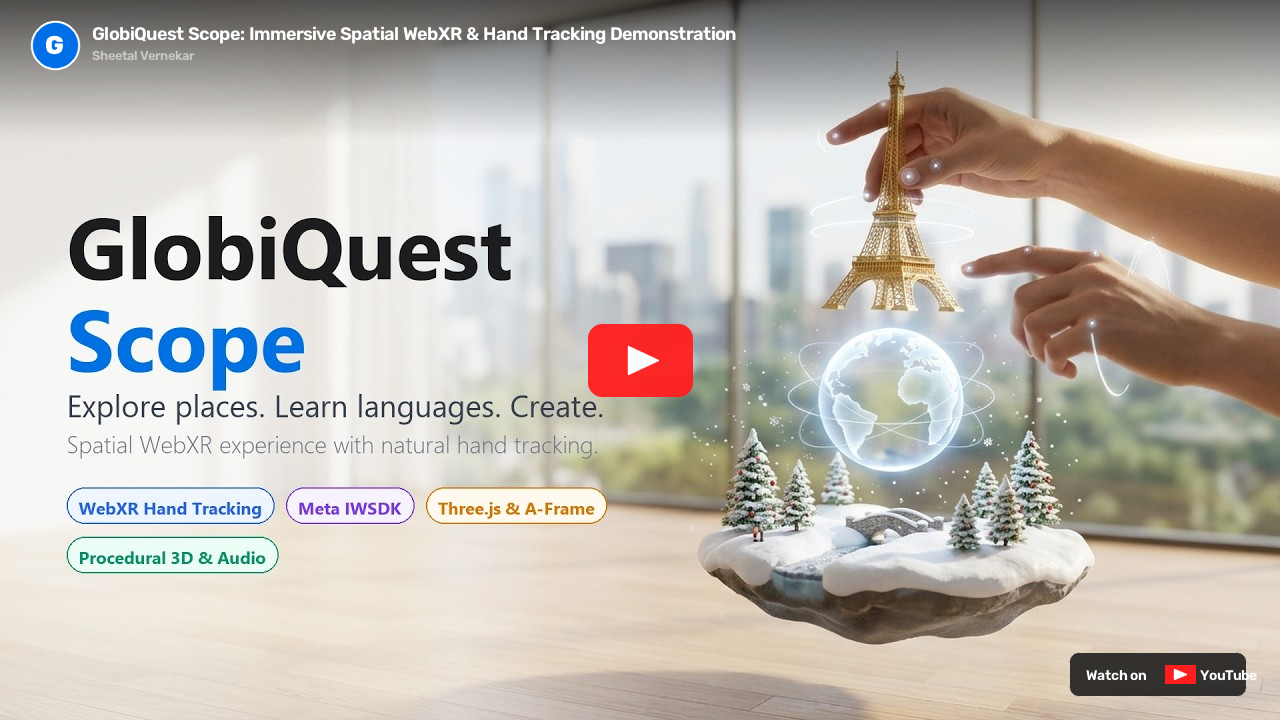 G
GlobiQuest Scope: Immersive Spatial WebXR & Hand Tracking Demonstration
Sheetal Vernekar
GlobiQuest
Scope
Explore places. Learn languages. Create.
Spatial WebXR experience with natural hand tracking.
WebXR Hand Tracking
Meta IWSDK
Three.js & A-Frame
Procedural 3D & Audio
Watch on YouTube